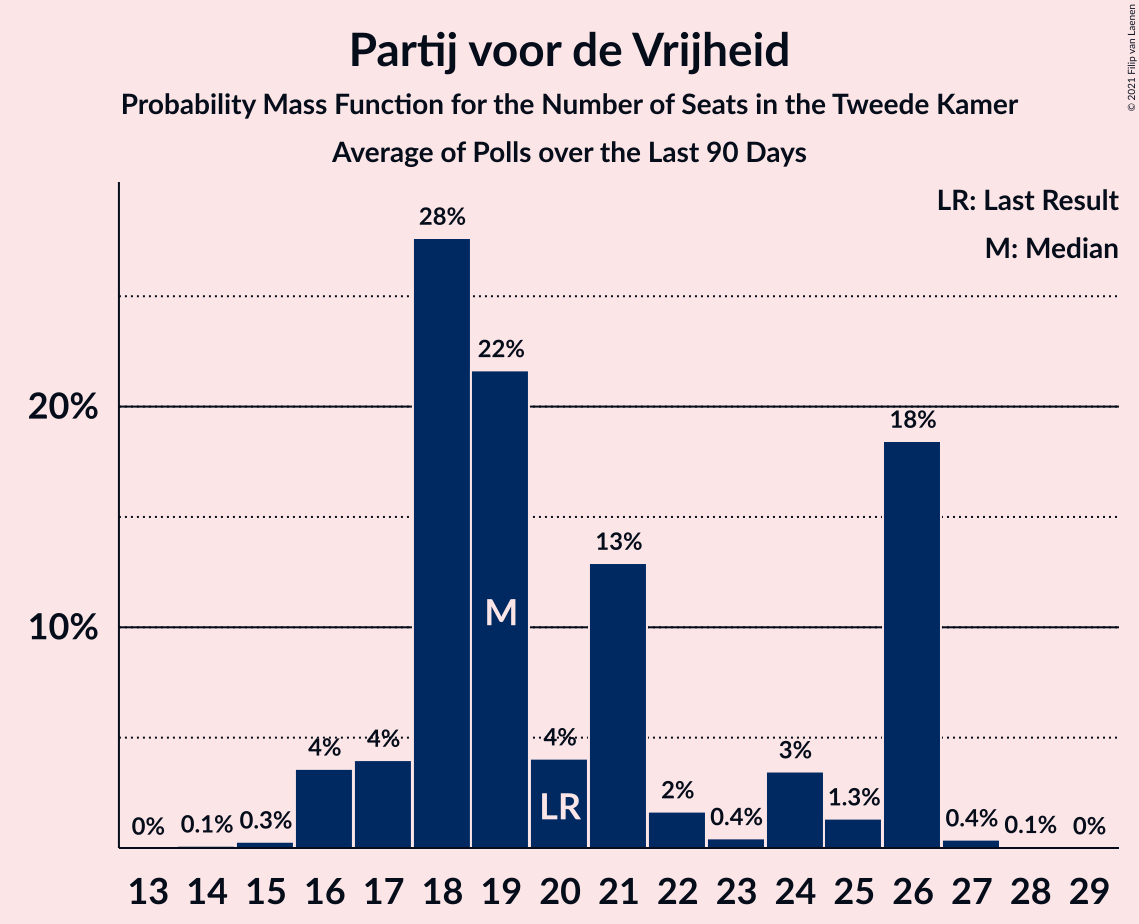 Partij voor de Vrijheid
Probability Mass Function for the Number of Seats in the Tweede Kamer
Average of Polls over the Last 90 Days
© 2021 Filip van Laenen
LR: Last Result
M: Median
20%
10%
0%
0.1%
0.3%
4%
4%
28%
22%
4%
13%
2%
0.4%
3%
1.3%
18%
0.4%
0.1%
0%
M
LR
13 14 15 16 17 18 19 20 21 22 23 24 25 26 27 28 29